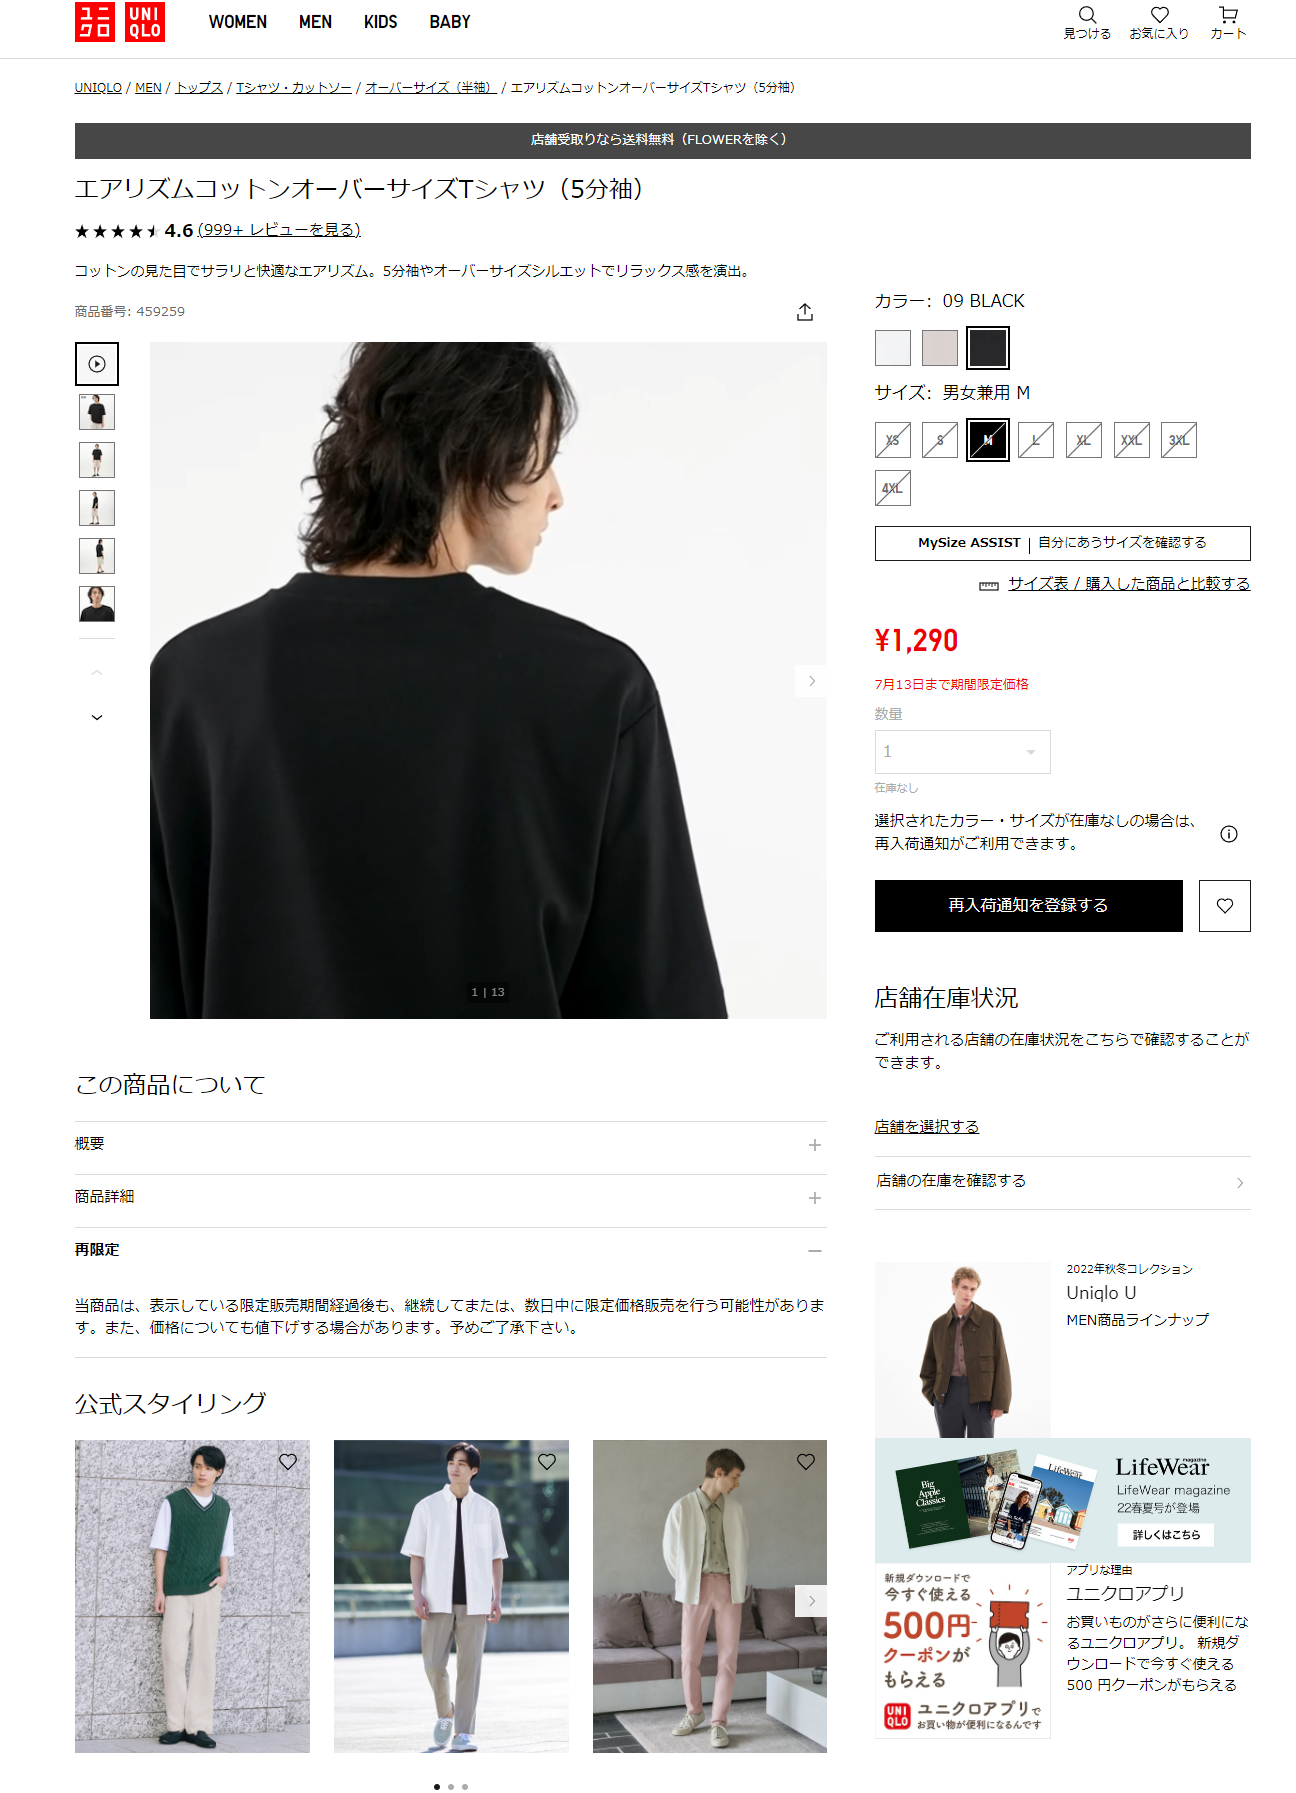 ユニクロ UNIQLO WOMEN MEN KIDS BABY 見つける お気に入り カート
UNIQLO / MEN / トップス / Tシャツ・カットソー / オーバーサイズ（半袖） / エアリズムコットンオーバーサイズTシャツ（5分袖）
店舗受取りなら送料無料（FLOWERを除く）
エアリズムコットンオーバーサイズTシャツ（5分袖）
4.6 (999+ レビューを見る)
コットンの見た目でサラリと快適なエアリズム。5分袖やオーバーサイズシルエットでリラックス感を演出。
商品番号: 459259
1 | 13
カラー: 09 BLACK
サイズ: 男女兼用 M
XS S M L XL XXL 3XL
4XL
MySize ASSIST | 自分にあうサイズを確認する
サイズ表 / 購入した商品と比較する
¥1,290
7月13日まで期間限定価格
数量
1
在庫なし
選択されたカラー・サイズが在庫なしの場合は、
再入荷通知がご利用できます。
再入荷通知を登録する
店舗在庫状況
ご利用される店舗の在庫状況をこちらで確認することが
できます。
店舗を選択する
店舗の在庫を確認する
この商品について
概要
商品詳細
再限定
当商品は、表示している限定販売期間経過後も、継続してまたは、数日中に限定価格販売を行う可能性がありま
す。また、価格についても値下げする場合があります。予めご了承下さい。
公式スタイリング
2022年秋冬コレクション
Uniqlo U
MEN商品ラインナップ
Big
Apple
Classics
LifeWear
LifeWear
magazine
LifeWear magazine
22春夏号が登場
詳しくはこちら
新規ダウンロードで
今すぐ使える
500円
クーポンが
もらえる
UNIQLO ユニクロアプリで
お買い物が便利になるんです
アプリな理由
ユニクロアプリ
お買いものがさらに便利にな
るユニクロアプリ。 新規ダ
ウンロードで今すぐ使える
500 円クーポンがもらえる